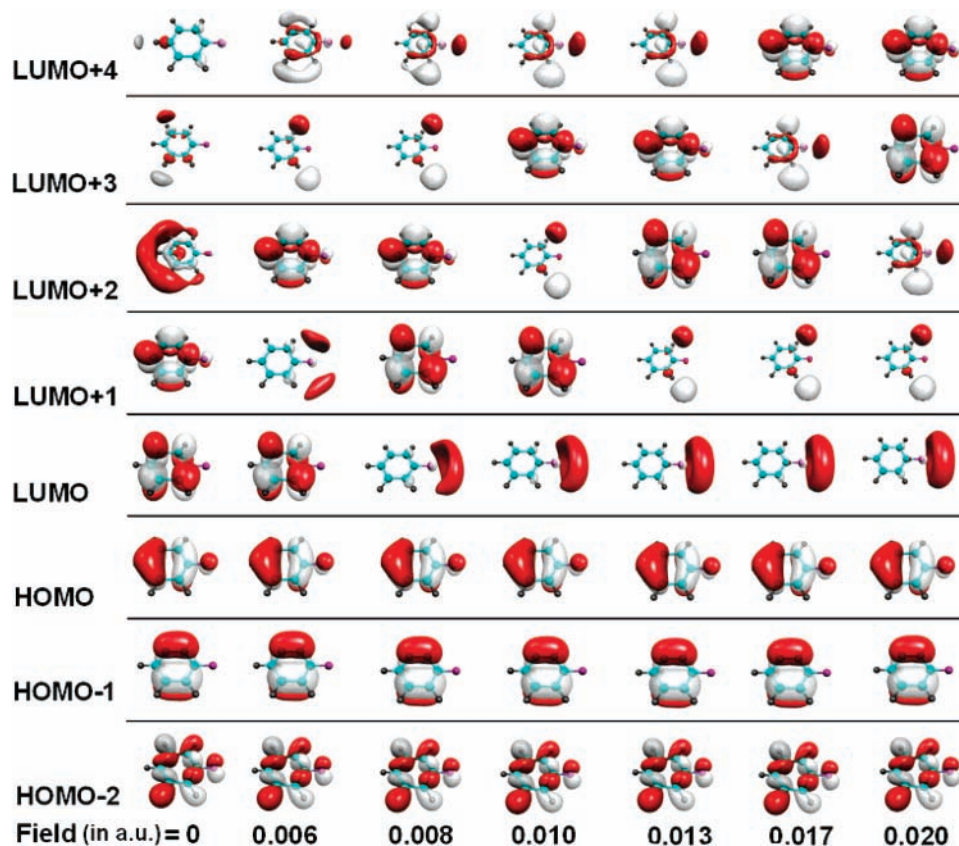 LUMO+4
LUMO+3
LUMO+2
LUMO+1
LUMO
HOMO
HOMO-1
HOMO-2
Field (in a.u.) = 0 0.006 0.008 0.010 0.013 0.017 0.020